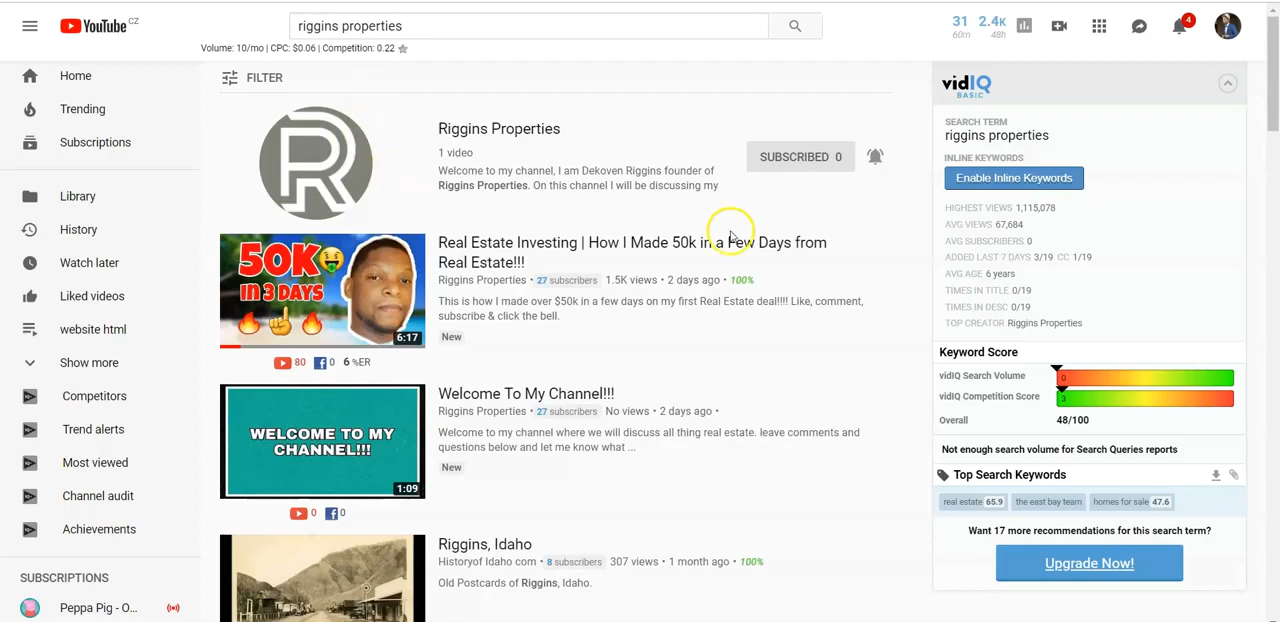 YouTube CZ
riggins properties
Volume: 10/mo | CPC: $0.06 | Competition: 0.22
31 2.4K
60m 48h
4
Home
Trending
Subscriptions
Library
History
Watch later
Liked videos
website html
Show more
Competitors
Trend alerts
Most viewed
Channel audit
Achievements
SUBSCRIPTIONS
Peppa Pig - O...
FILTER
R
Riggins Properties
1 video
Welcome to my channel, I am Dekoven Riggins founder of
Riggins Properties. On this channel I will be discussing my
SUBSCRIBED 0
50K
IN 3 DAYS
6:17
Real Estate Investing | How I Made 50k in a Few Days from
Real Estate!!!
Riggins Properties • 27 subscribers • 1.5K views • 2 days ago • 100%
This is how I made over $50k in a few days on my first Real Estate deal!!!! Like, comment,
subscribe & click the bell.
New
80 0 6 %ER
WELCOME TO MY
CHANNEL!!!
1:09
Welcome To My Channel!!!
Riggins Properties • 27 subscribers • No views • 2 days ago •
Welcome to my channel where we will discuss all thing real estate. leave comments and
questions below and let me know what ...
New
0 0
Riggins, Idaho
Historyof Idaho com • 8 subscribers • 307 views • 1 month ago • 100%
Old Postcards of Riggins, Idaho.
vidIQ
BASIC
SEARCH TERM
riggins properties
INLINE KEYWORDS
Enable Inline Keywords
HIGHEST VIEWS 1,115,078
AVG VIEWS 67,684
AVG SUBSCRIBERS 0
ADDED LAST 7 DAYS 3/19 CC 1/19
AVG AGE 6 years
TIMES IN TITLE 0/19
TIMES IN DESC 0/19
TOP CREATOR Riggins Properties
Keyword Score
vidIQ Search Volume 0
vidIQ Competition Score 3
Overall 48/100
Not enough search volume for Search Queries reports
Top Search Keywords
real estate 65.9 the east bay team homes for sale 47.6
Want 17 more recommendations for this search term?
Upgrade Now!